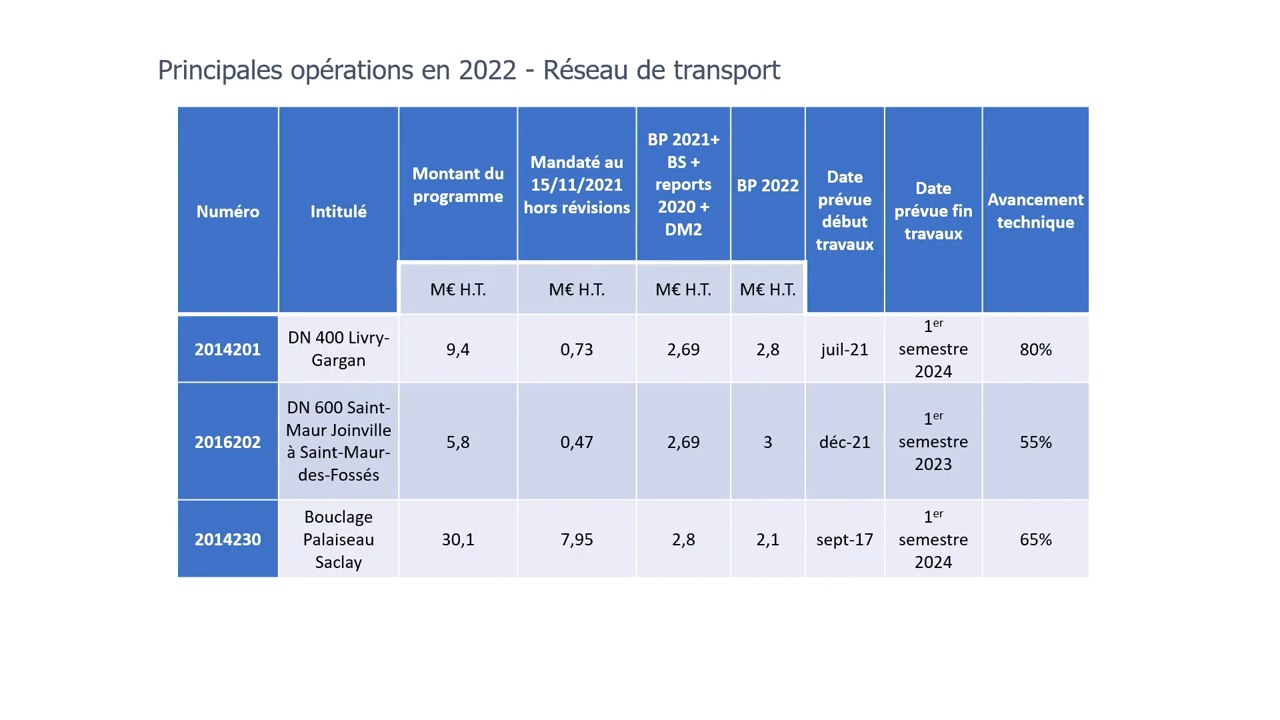 Principales opérations en 2022 - Réseau de transport
Numéro
Intitulé
Montant du
programme
Mandaté au
15/11/2021
hors révisions
BP 2021+
BS +
reports
2020 +
DM2
BP 2022
Date
prévue
début
travaux
Date
prévue fin
travaux
Avancement
technique
M€ H.T.
M€ H.T.
M€ H.T.
M€ H.T.
2014201
DN 400 Livry-
Gargan
9,4
0,73
2,69
2,8
juil-21
1er
semestre
2024
80%
2016202
DN 600 Saint-
Maur Joinville
à Saint-Maur-
des-Fossés
5,8
0,47
2,69
3
déc-21
1er
semestre
2023
55%
2014230
Bouclage
Palaiseau
Saclay
30,1
7,95
2,8
2,1
sept-17
1er
semestre
2024
65%